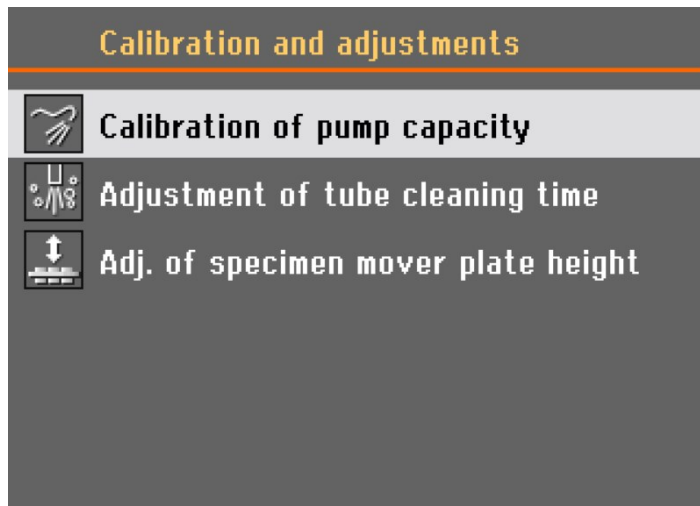 Calibration and adjustments
Calibration of pump capacity
Adjustment of tube cleaning time
Adj. of specimen mover plate height